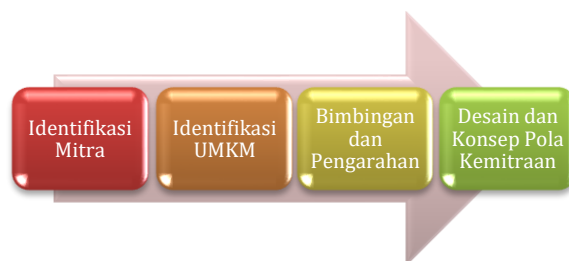 Identifikasi
Mitra
Identifikasi
UMKM
Bimbingan
dan
Pengarahan
Desain dan
Konsep Pola
Kemitraan